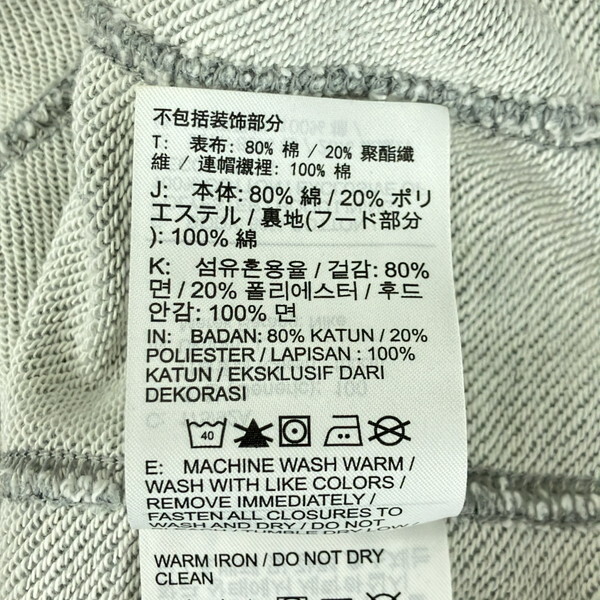 不包括装饰部分
T: 表布: 80% 棉 / 20% 聚酯纖
維 / 連帽襯裡: 100% 棉
J: 本体: 80% 綿 / 20% ポリ
エステル / 裏地(フード部分
): 100% 綿
K: 섬유혼용율 / 겉감: 80%
면 / 20% 폴리에스터 / 후드
안감: 100% 면
IN: BADAN: 80% KATUN / 20%
POLIESTER / LAPISAN : 100%
KATUN / EKSKLUSIF DARI
DEKORASI
40
E: MACHINE WASH WARM /
WASH WITH LIKE COLORS /
REMOVE IMMEDIATELY /
FASTEN ALL CLOSURES TO
WASH AND DRY / DO NOT
/ TUMBLE DRY LOW /
WARM IRON / DO NOT DRY
CLEAN